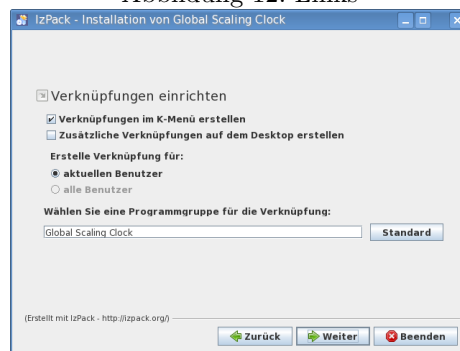 Abbildung 12: Links
IzPack - Installation von Global Scaling Clock
Verknüpfungen einrichten
Verknüpfungen im K-Menü erstellen
Zusätzliche Verknüpfungen auf dem Desktop erstellen
Erstelle Verknüpfung für:
aktuellen Benutzer
alle Benutzer
Wählen Sie eine Programmgruppe für die Verknüpfung:
Global Scaling Clock
Standard
(Erstellt mit IzPack - http://izpack.org/)
Zurück
Weiter
Beenden